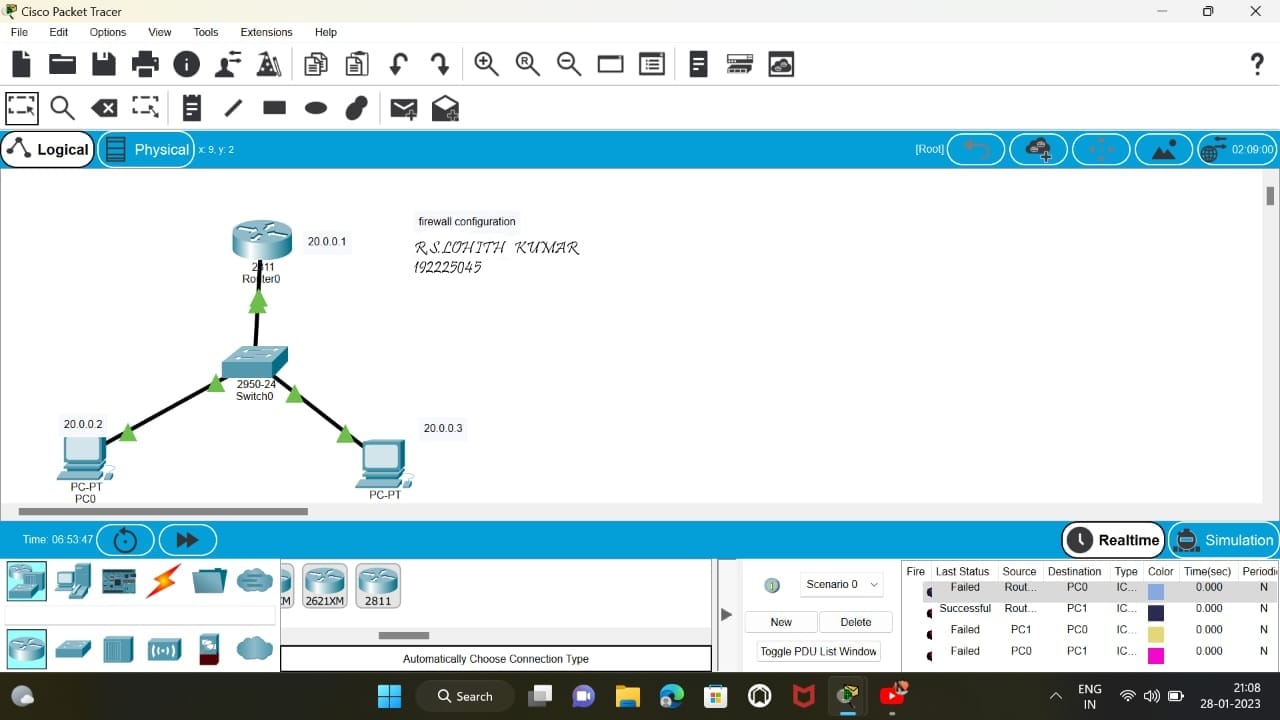 Cisco Packet Tracer
File Edit Options View Tools Extensions Help
Logical Physical x: 9, y: 2 [Root] 02:09:00
firewall configuration
R.S.LOHITH KUMAR
192225045
20.0.0.1
2811
Router0
2950-24
Switch0
20.0.0.2
PC-PT
PC0
20.0.0.3
PC-PT
Time: 06:53:47 Realtime Simulation
2621XM 2811
Automatically Choose Connection Type
Scenario 0
New Delete
Toggle PDU List Window
Fire Last Status Source Destination Type Color Time(sec) Periodi
Failed Rout... PC0 IC... 0.000 N
Successful Rout... PC1 IC... 0.000 N
Failed PC1 PC0 IC... 0.000 N
Failed PC0 PC1 IC... 0.000 N
Search
ENG
IN
21:08
28-01-2023